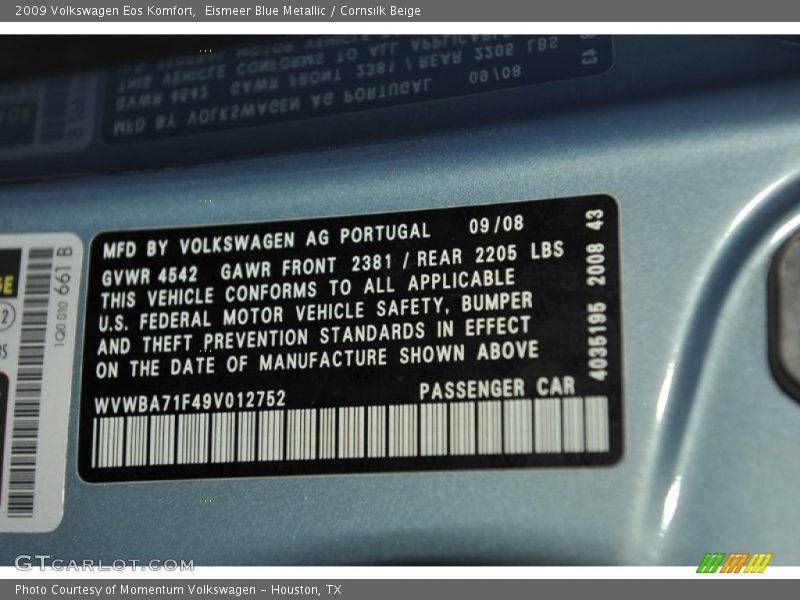 2009 Volkswagen Eos Komfort,  Eismeer Blue Metallic / Cornsilk Beige
MFD BY VOLKSWAGEN AG PORTUGAL 09/08
GVWR 4542 GAWR FRONT 2381 / REAR 2205 LBS
THIS VEHICLE CONFORMS TO ALL APPLICABLE
U.S. FEDERAL MOTOR VEHICLE SAFETY, BUMPER
AND THEFT PREVENTION STANDARDS IN EFFECT
ON THE DATE OF MANUFACTURE SHOWN ABOVE
WVWBA71F49V012752 PASSENGER CAR
4035195 2008 43
1Q0 010 661 B
GTCARLOT.COM
Photo Courtesy of Momentum Volkswagen - Houston, TX